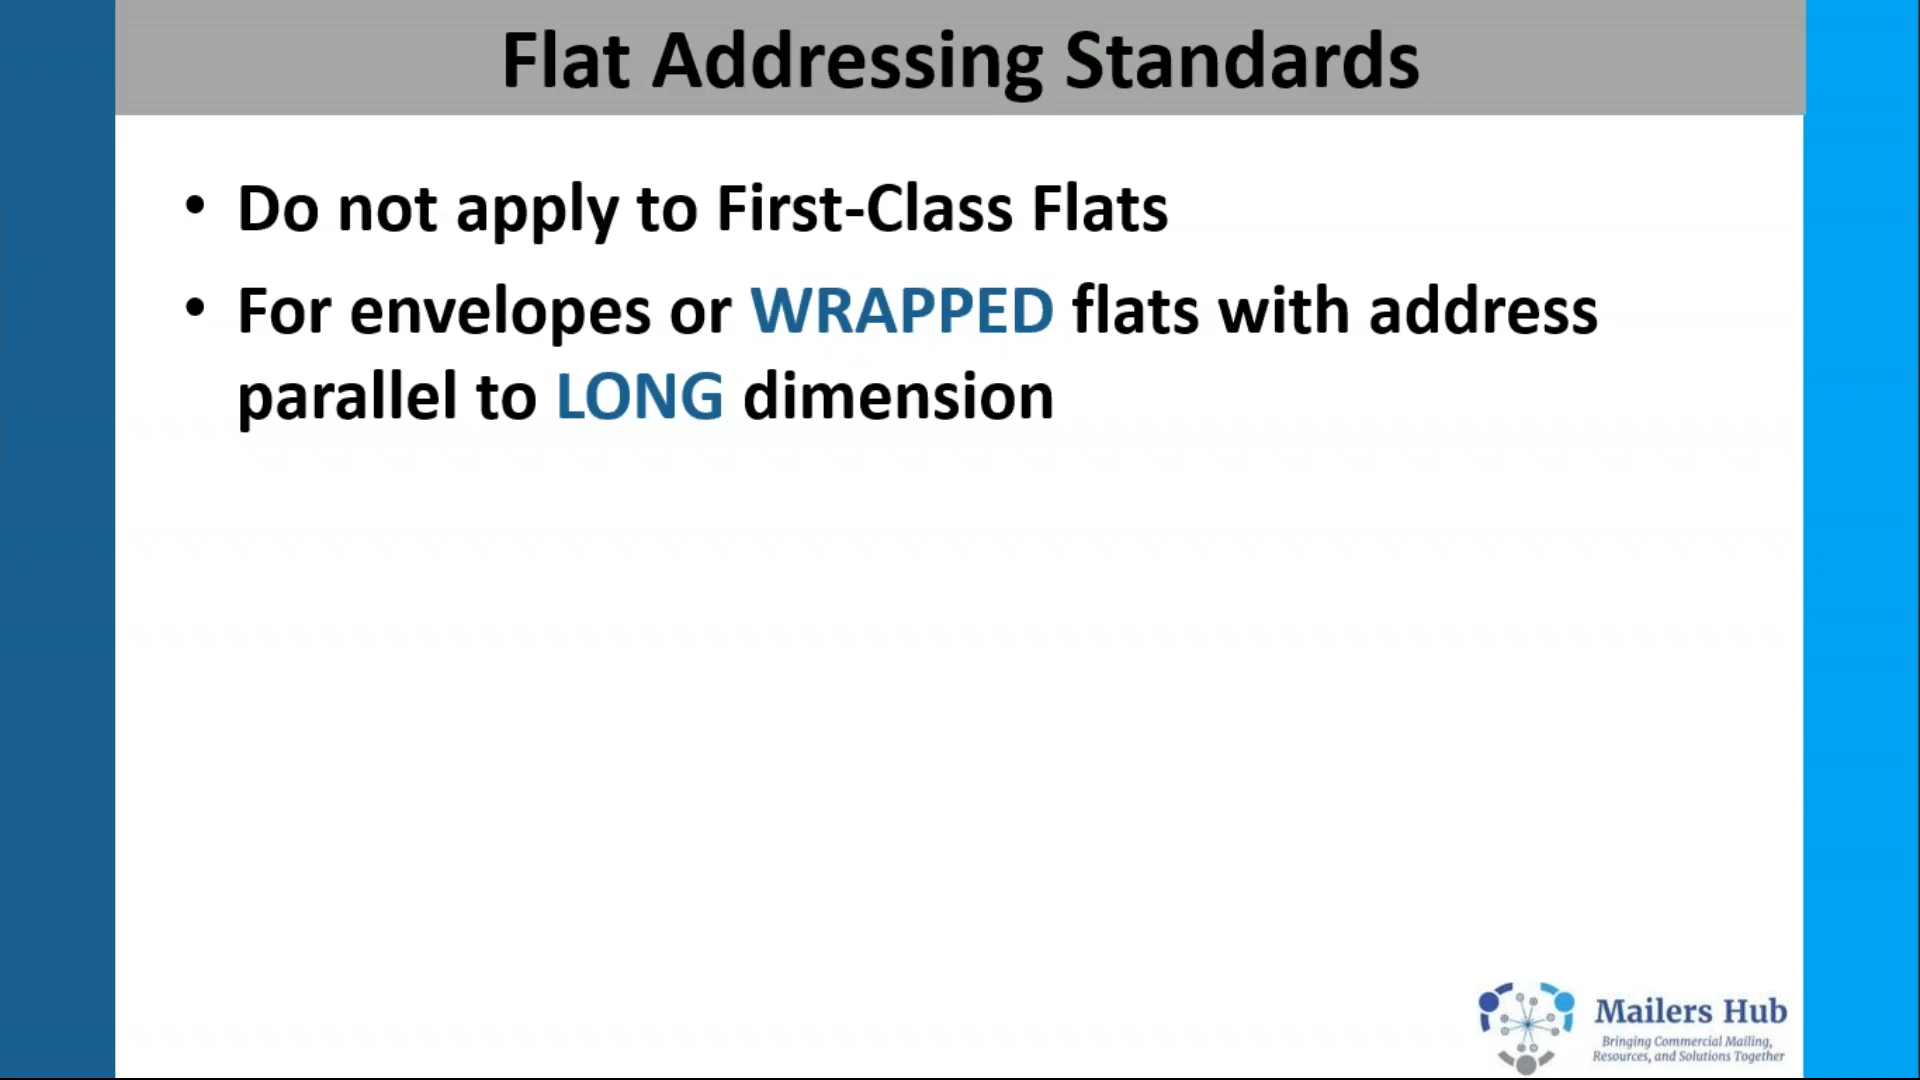 Flat Addressing Standards
• Do not apply to First-Class Flats
• For envelopes or WRAPPED flats with address
parallel to LONG dimension
Mailers Hub
Bringing Commercial Mailing,
Resources, and Solutions Together